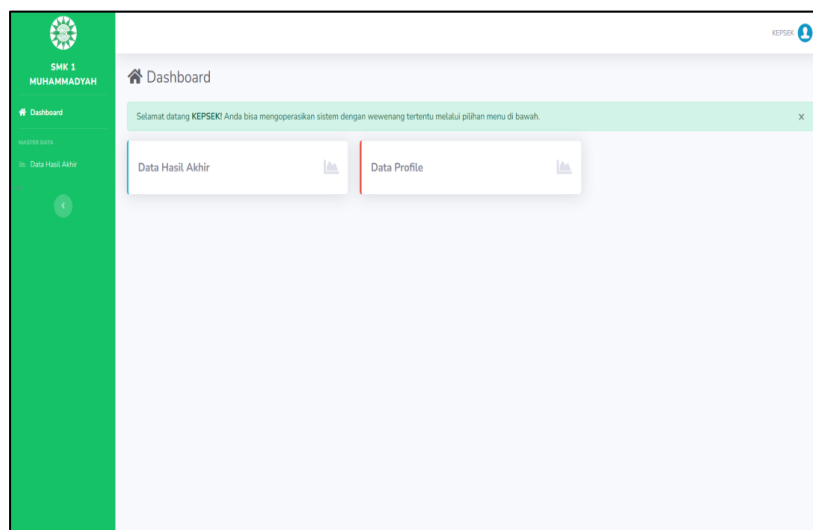 KEPSEK
SMK 1
MUHAMMADYAH
Dashboard
Dashboard
Selamat datang KEPSEK! Anda bisa mengoperasikan sistem dengan wewenang tertentu melalui pilihan menu di bawah.
x
MASTER DATA
Data Hasil Akhir
Data Hasil Akhir
Data Profile